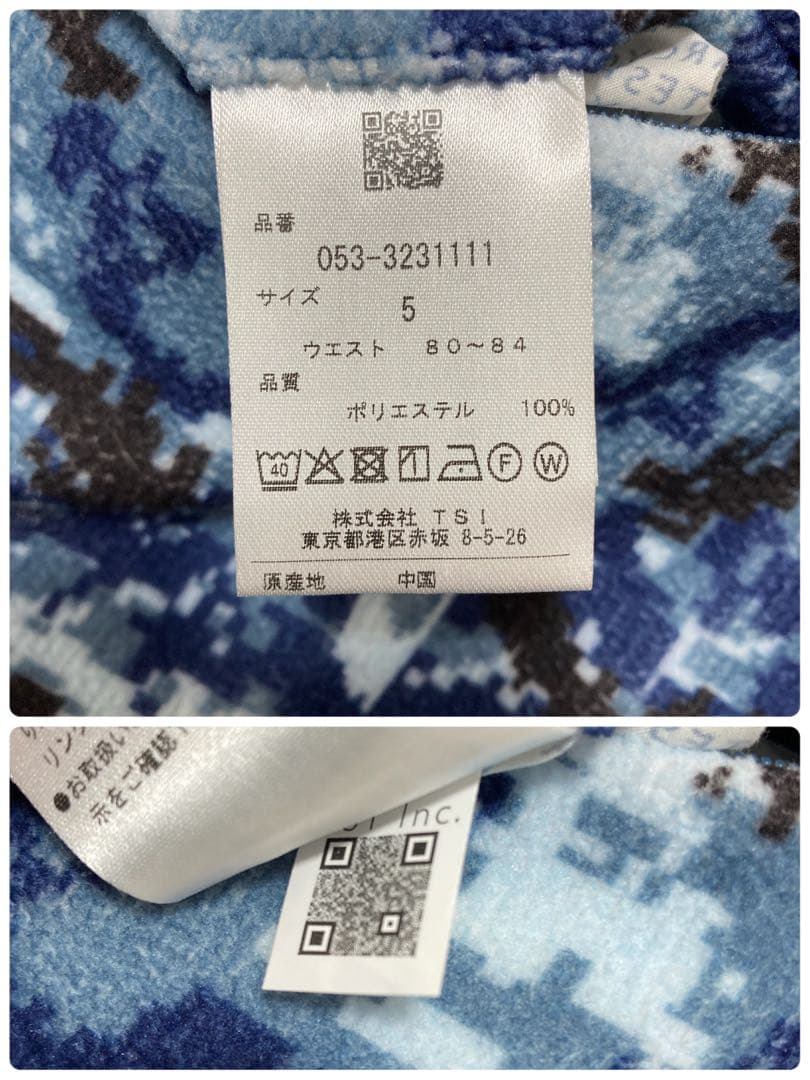 品番
053-3231111
サイズ
5
ウエスト 80～84
品質
ポリエステル 100%
40
F
W
株式会社 TSI
東京都港区赤坂 8-5-26
原産地 中国
リング
●お取扱い
示をご確認
Inc.